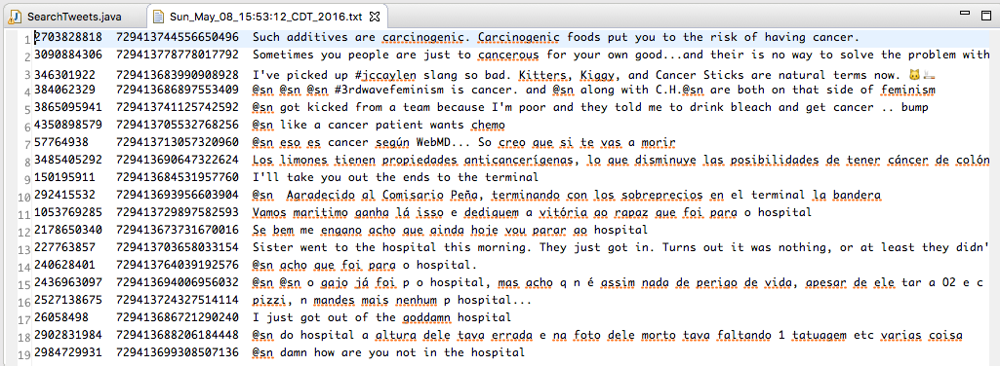 SearchTweets.java Sun_May_08_15:53:12_CDT_2016.txt
1 2703828818 729413744556650496 Such additives are carcinogenic. Carcinogenic foods put you to the risk of having cancer.
2 3090884306 729413778778017792 Sometimes you people are just to cancerous for your own good...and their is no way to solve the problem with
3 346301922 729413683990908928 I've picked up #jccaylen slang so bad. Kitters, Kiggy, and Cancer Sticks are natural terms now. 🐱🚬
4 384062329 729413686897553409 @sn @sn @sn #3rdwavefeminism is cancer. and @sn along with C.H.@sn are both on that side of feminism
5 3865095941 729413741125742592 @sn got kicked from a team because I'm poor and they told me to drink bleach and get cancer .. bump
6 4350898579 729413705532768256 @sn like a cancer patient wants chemo
7 57764938 729413713057320960 @sn eso es cancer según WebMD... So creo que si te vas a morir
8 3485405292 729413690647322624 Los limones tienen propiedades anticancerígenas, lo que disminuye las posibilidades de tener cáncer de colón
9 150195911 729413684531957760 I'll take you out the ends to the terminal
10 292415532 729413693956603904 @sn Agradecido al Comisario Peña, terminando con los sobreprecios en el terminal la bandera
11 1053769285 729413729897582593 Vamos maritimo ganha lá isso e dediquem a vitória ao rapaz que foi para o hospital
12 2178650340 729413673731670016 Se bem me engano acho que ainda hoje vou parar ao hospital
13 227763857 729413703658033154 Sister went to the hospital this morning. They just got in. Turns out it was nothing, or at least they didn'
14 240628401 729413764039192576 @sn acho que foi para o hospital.
15 2436963097 729413694006956032 @sn @sn o gajo já foi p o hospital, mas acho q n é assim nada de perigo de vida, apesar de ele tar a O2 e c
16 2527138675 729413724327514114 pizzi, n mandes mais nenhum p hospital...
17 26058498 729413686721290240 I just got out of the goddamn hospital
18 2902831984 729413688206184448 @sn do hospital a altura dele tava errada e na foto dele morto tava faltando 1 tatuagem etc varias coisa
19 2984729931 729413699308507136 @sn damn how are you not in the hospital